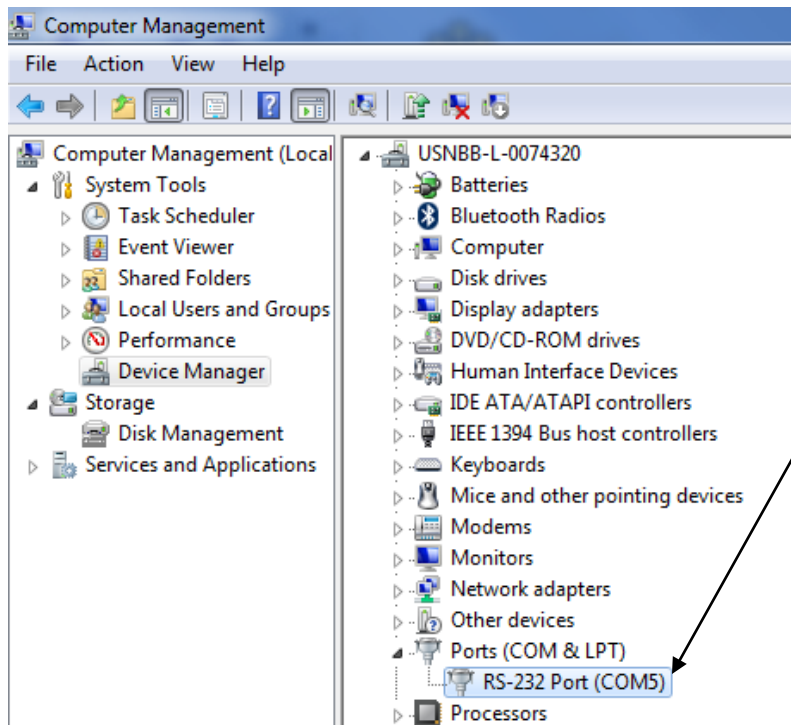 Computer Management
File Action View Help
Computer Management (Local
System Tools
Task Scheduler
Event Viewer
Shared Folders
Local Users and Groups
Performance
Device Manager
Storage
Disk Management
Services and Applications
USNBB-L-0074320
Batteries
Bluetooth Radios
Computer
Disk drives
Display adapters
DVD/CD-ROM drives
Human Interface Devices
IDE ATA/ATAPI controllers
IEEE 1394 Bus host controllers
Keyboards
Mice and other pointing devices
Modems
Monitors
Network adapters
Other devices
Ports (COM & LPT)
RS-232 Port (COM5)
Processors